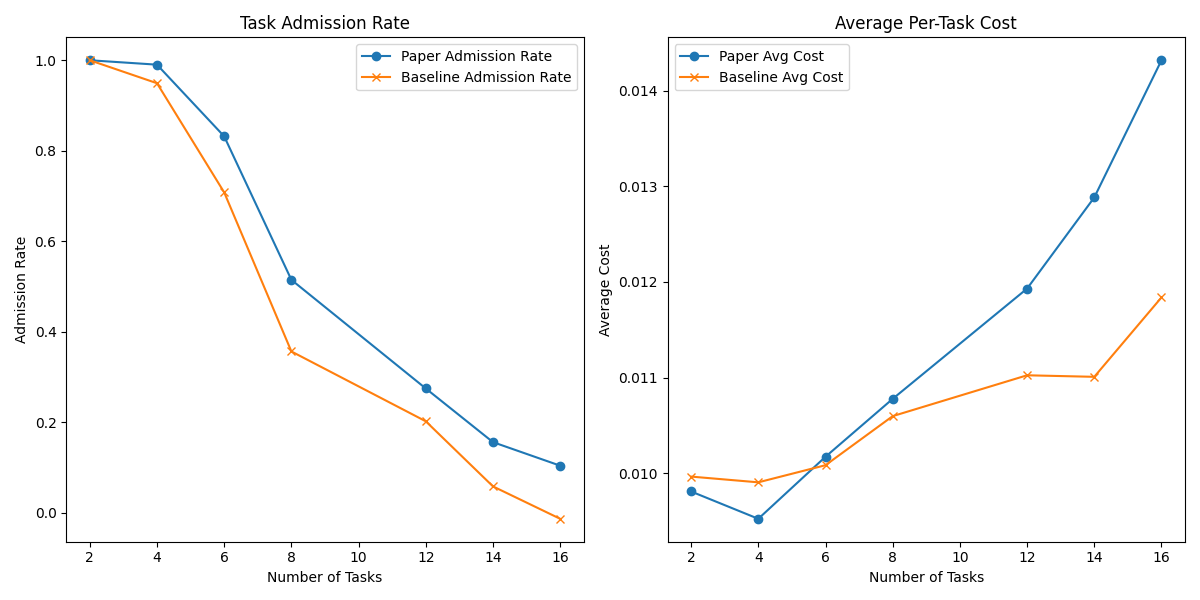 Task Admission Rate
Paper Admission Rate
Baseline Admission Rate
1.0
0.8
0.6
0.4
0.2
0.0
Admission Rate
2 4 6 8 10 12 14 16
Number of Tasks
Average Per-Task Cost
Paper Avg Cost
Baseline Avg Cost
0.014
0.013
0.012
0.011
0.010
Average Cost
2 4 6 8 10 12 14 16
Number of Tasks